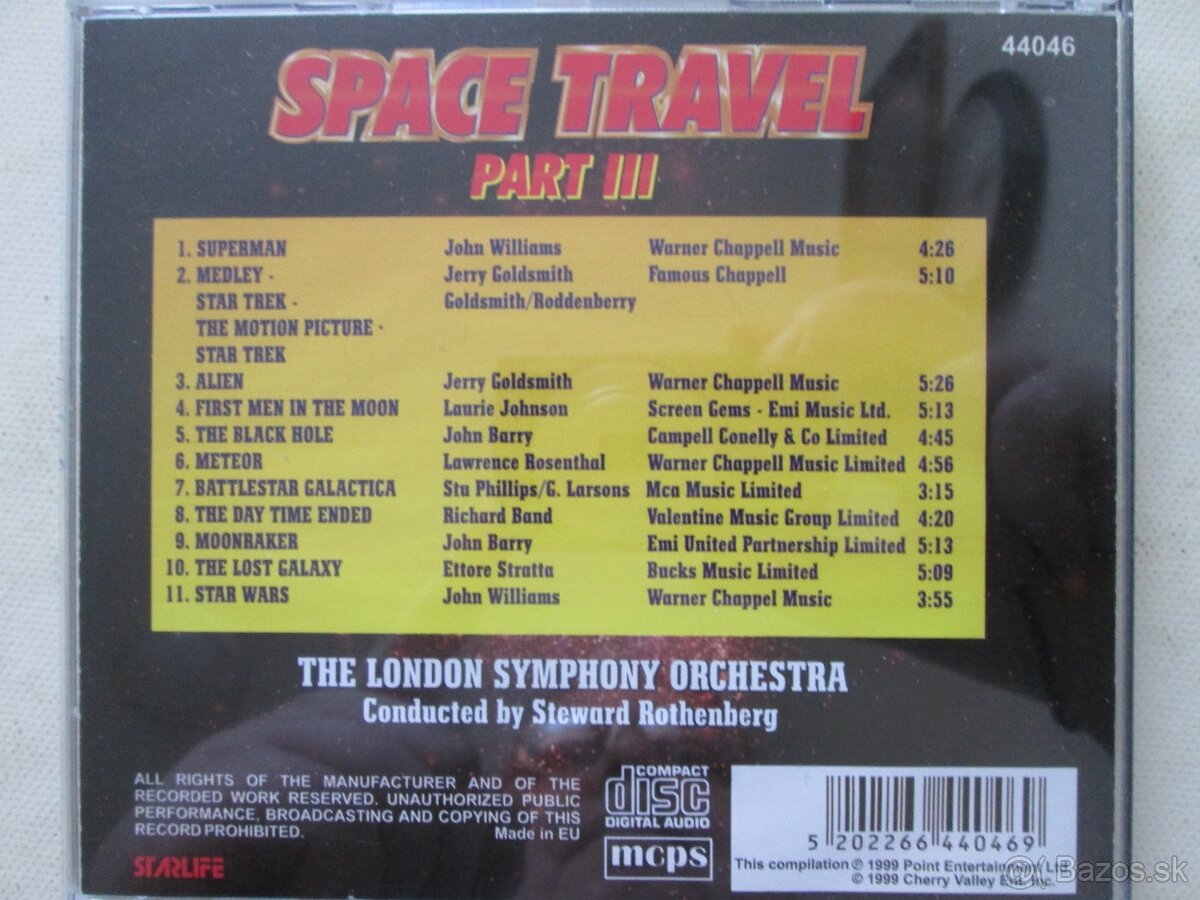 44046
SPACE TRAVEL
PART III
1. SUPERMAN John Williams Warner Chappell Music 4:26
2. MEDLEY - Jerry Goldsmith Famous Chappell 5:10
STAR TREK - Goldsmith/Roddenberry
THE MOTION PICTURE -
STAR TREK
3. ALIEN Jerry Goldsmith Warner Chappell Music 5:26
4. FIRST MEN IN THE MOON Laurie Johnson Screen Gems - Emi Music Ltd. 5:13
5. THE BLACK HOLE John Barry Campell Conelly & Co Limited 4:45
6. METEOR Lawrence Rosenthal Warner Chappell Music Limited 4:56
7. BATTLESTAR GALACTICA Stu Phillips/G. Larsons Mca Music Limited 3:15
8. THE DAY TIME ENDED Richard Band Valentine Music Group Limited 4:20
9. MOONRAKER John Barry Emi United Partnership Limited 5:13
10. THE LOST GALAXY Ettore Stratta Bucks Music Limited 5:09
11. STAR WARS John Williams Warner Chappel Music 3:55
THE LONDON SYMPHONY ORCHESTRA
Conducted by Steward Rothenberg
ALL RIGHTS OF THE MANUFACTURER AND OF THE
RECORDED WORK RESERVED. UNAUTHORIZED PUBLIC
PERFORMANCE, BROADCASTING AND COPYING OF THIS
RECORD PROHIBITED. Made in EU
STARLIFE
COMPACT
disc
DIGITAL AUDIO
mcps
5 202266 440469
This compilation ℗ 1999 Point Entertainment Ltd.
© 1999 Cherry Valley Ent. Inc.
Bazos.sk